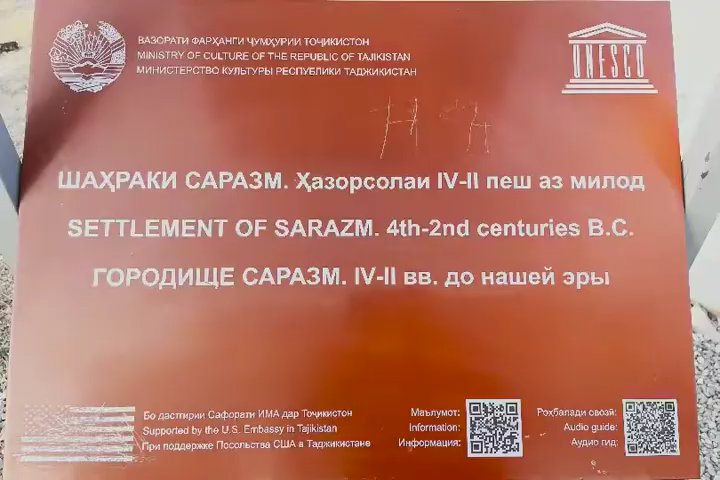 ВАЗОРАТИ ФАРҲАНГИ ҶУМҲУРИИ ТОҶИКИСТОН
MINISTRY OF CULTURE OF THE REPUBLIC OF TAJIKISTAN
МИНИСТЕРСТВО КУЛЬТУРЫ РЕСПУБЛИКИ ТАДЖИКИСТАН
UNESCO
ШАҲРАКИ САРАЗМ. Ҳазорсолаи IV-II пеш аз милод
SETTLEMENT OF SARAZM. 4th-2nd centuries B.C.
ГОРОДИЩЕ САРАЗМ. IV-II вв. до нашей эры
Бо дастгирии Сафорати ИМА дар Тоҷикистон
Supported by the U.S. Embassy in Tajikistan
При поддержке Посольства США в Таджикистане
Маълумот:
Information:
Информация:
Роҳбалади овозӣ:
Audio guide:
Аудио гид: